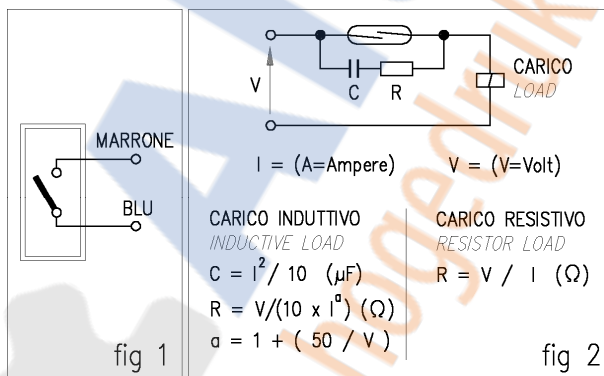 MARRONE
BLU
fig 1
V
C
R
CARICO
LOAD
I = (A=Ampere)
V = (V=Volt)
CARICO INDUTTIVO
INDUCTIVE LOAD
C = I² / 10 (µF)
R = V/(10 x Iᵃ) (Ω)
a = 1 + ( 50 / V )
CARICO RESISTIVO
RESISTOR LOAD
R = V / I (Ω)
fig 2
hogedruk